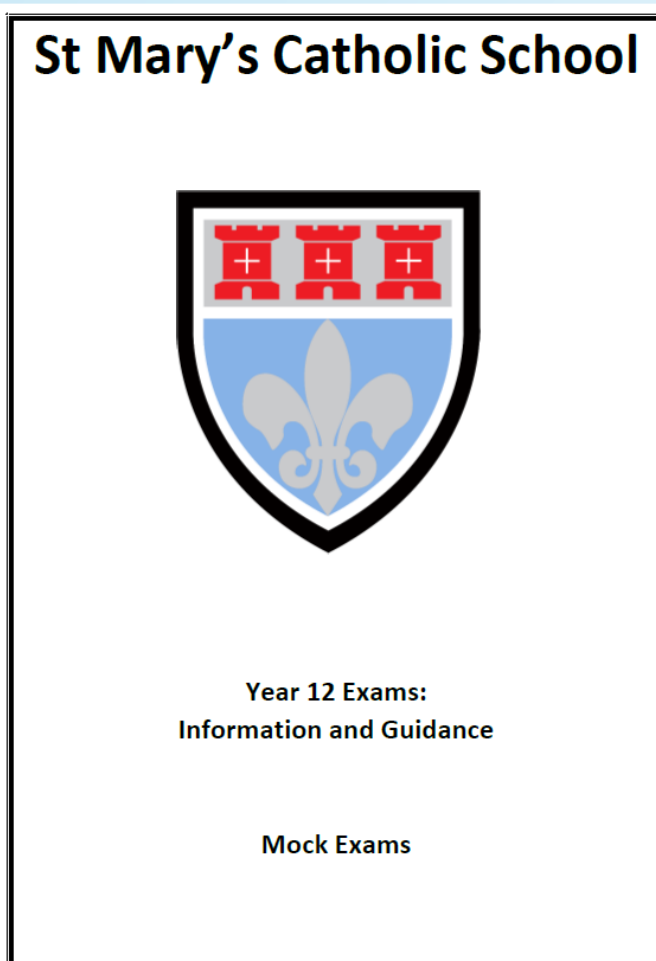 St Mary’s Catholic School
Year 12 Exams:
Information and Guidance
Mock Exams